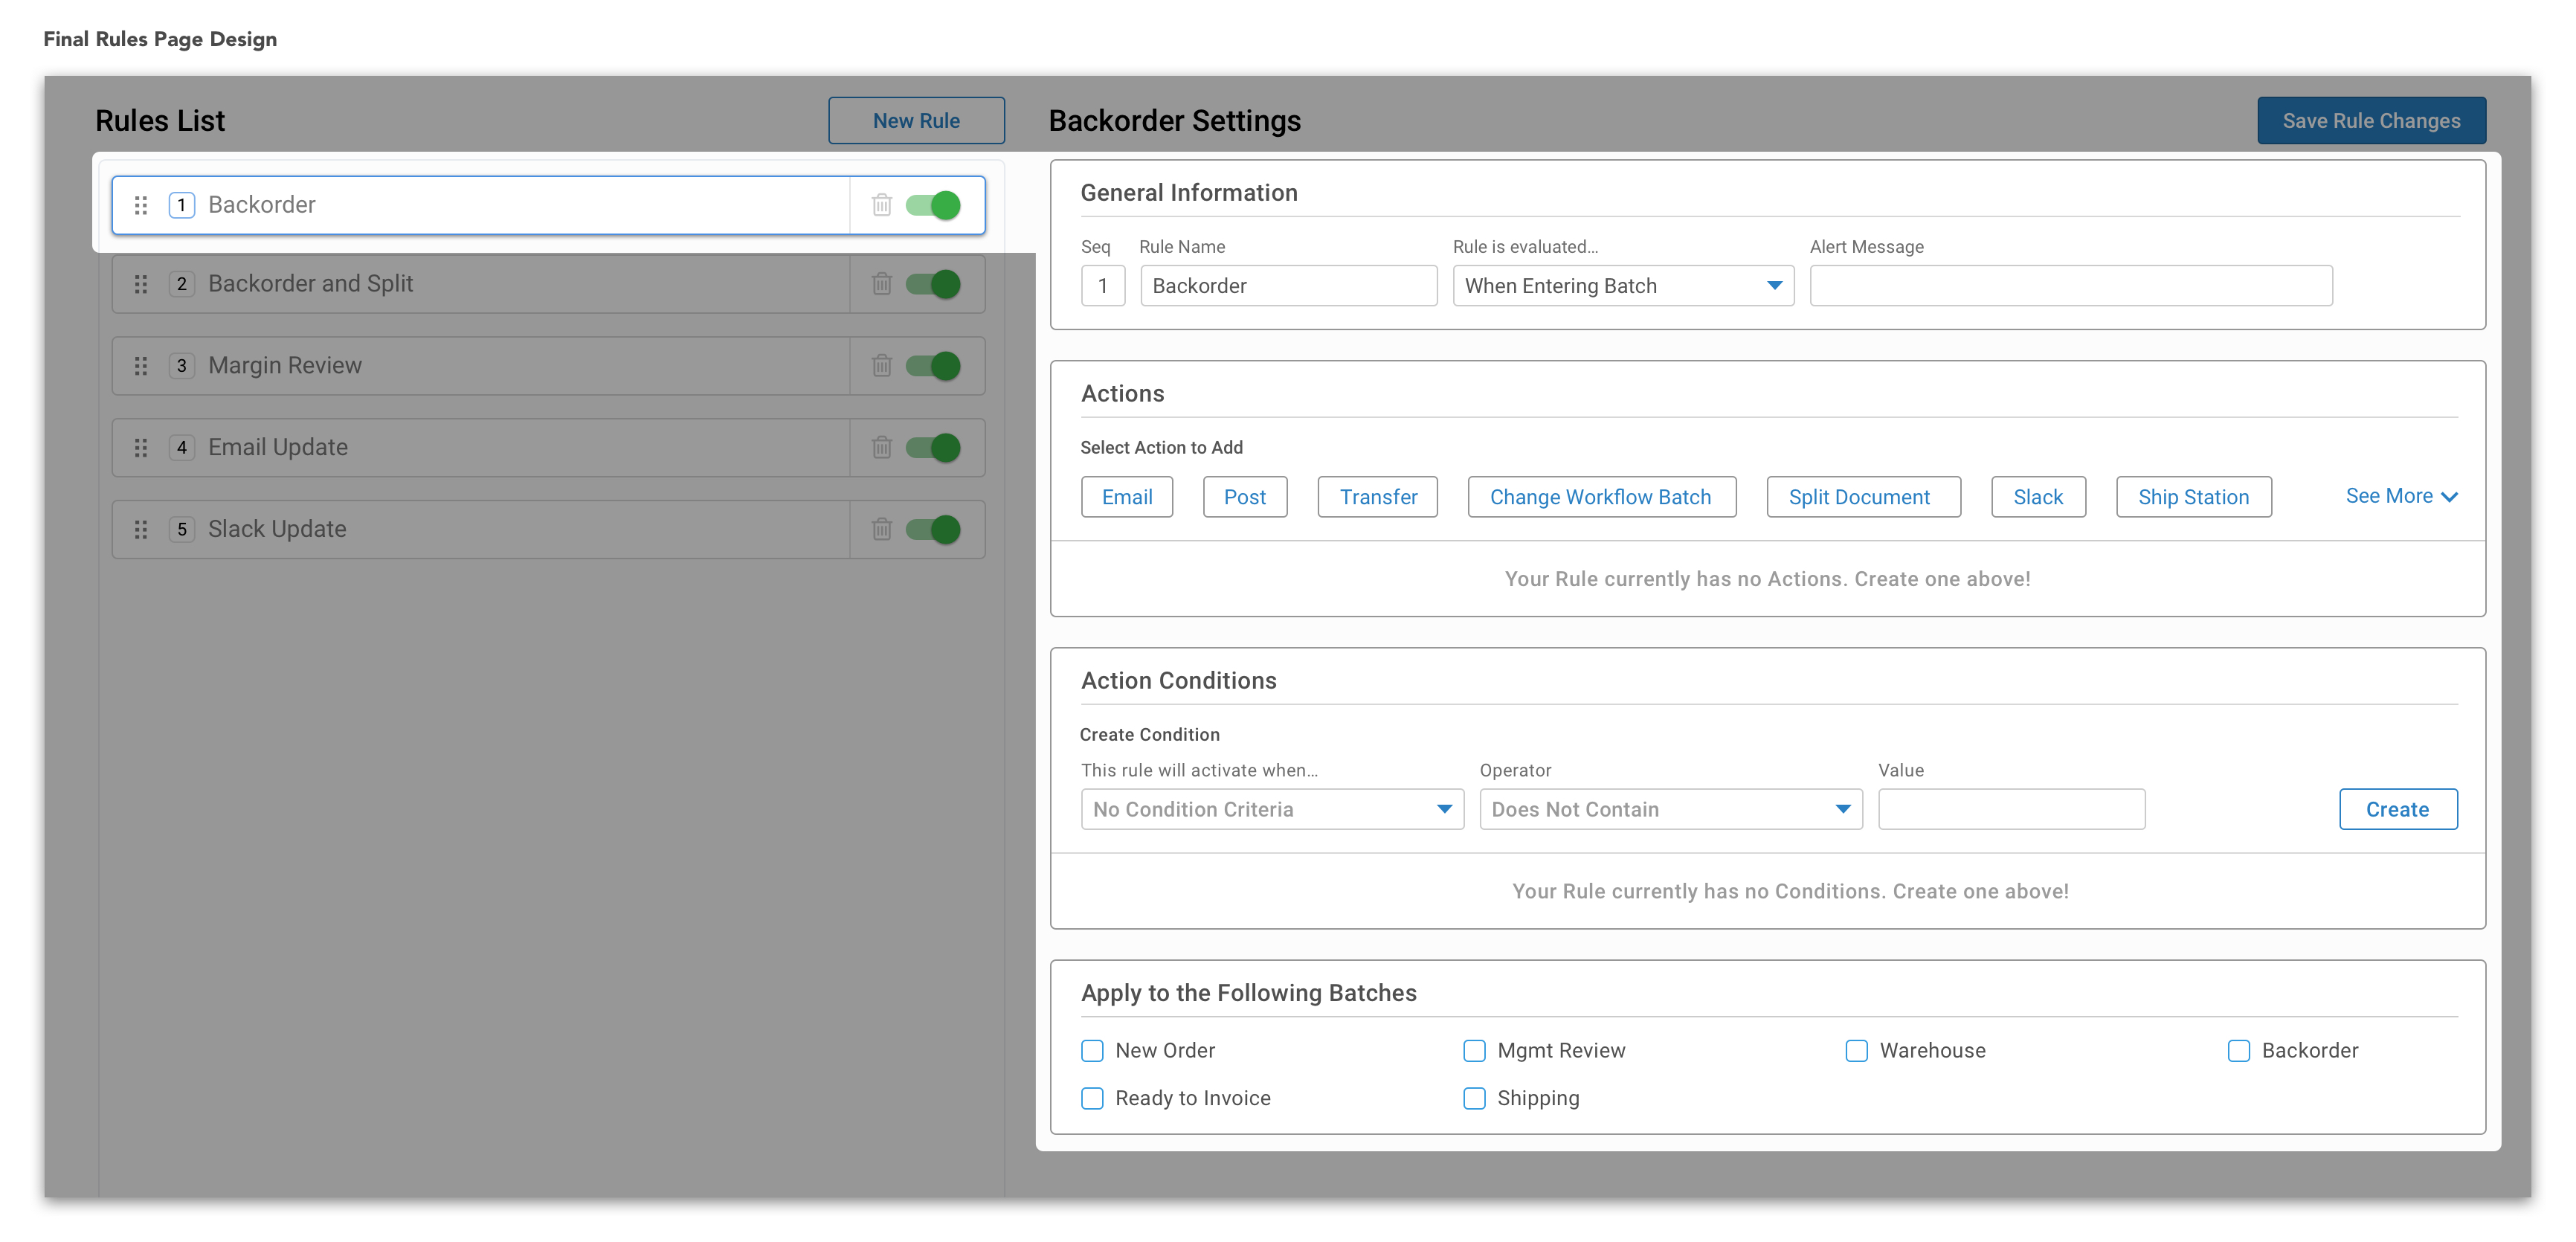 Final Rules Page Design
Rules List
New Rule
1 Backorder
2 Backorder and Split
3 Margin Review
4 Email Update
5 Slack Update
Backorder Settings
Save Rule Changes
General Information
Seq Rule Name Rule is evaluated... Alert Message
1 Backorder When Entering Batch
Actions
Select Action to Add
Email Post Transfer Change Workflow Batch Split Document Slack Ship Station See More
Your Rule currently has no Actions. Create one above!
Action Conditions
Create Condition
This rule will activate when... Operator Value
No Condition Criteria Does Not Contain Create
Your Rule currently has no Conditions. Create one above!
Apply to the Following Batches
New Order Mgmt Review Warehouse Backorder
Ready to Invoice Shipping